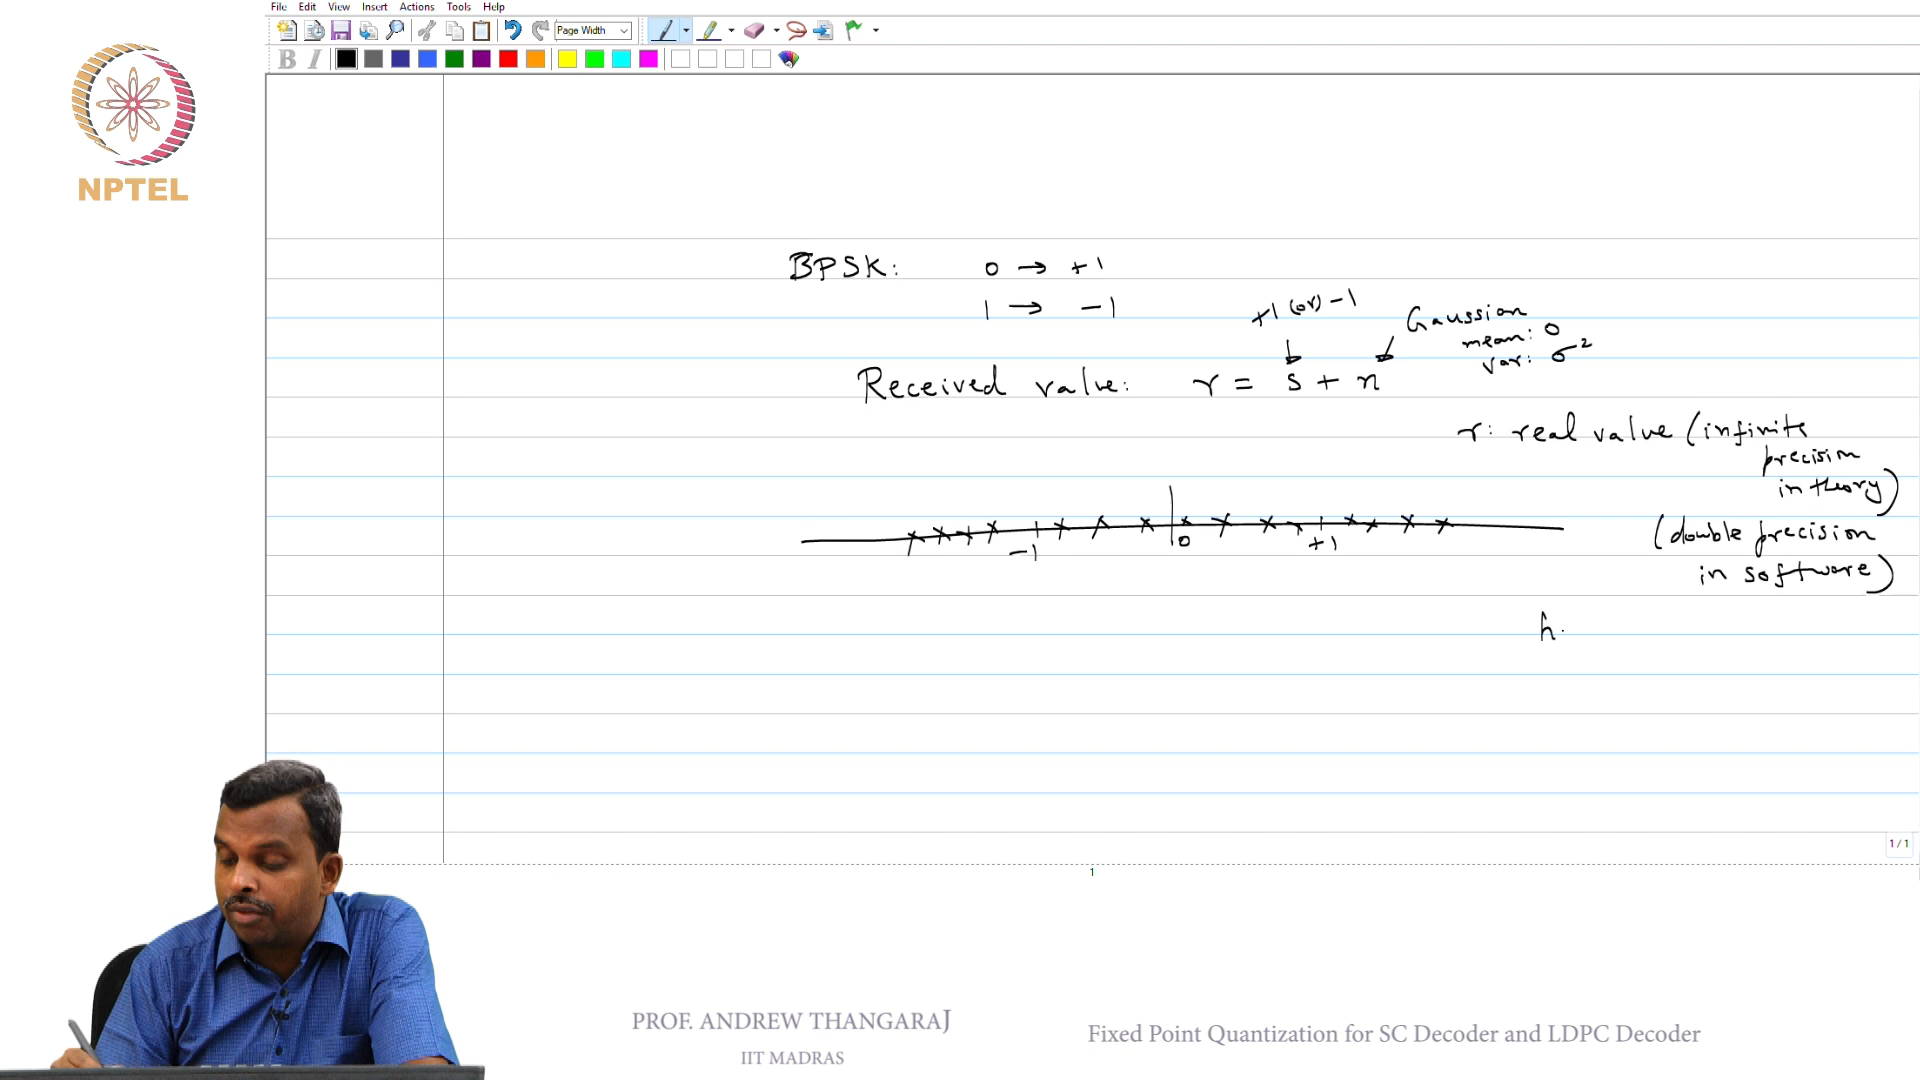 File Edit View Insert Actions Tools Help
Page Width
B I
NPTEL
BPSK: 0 → +1
1 → -1
+1 (or) -1
Gaussian
mean: 0
var: σ²
Received value: r = s + n
r: real value (infinite
precision
in theory)
-1 0 +1
(double precision
in software)
h.
1 / 1
1
PROF. ANDREW THANGARAJ
IIT MADRAS
Fixed Point Quantization for SC Decoder and LDPC Decoder